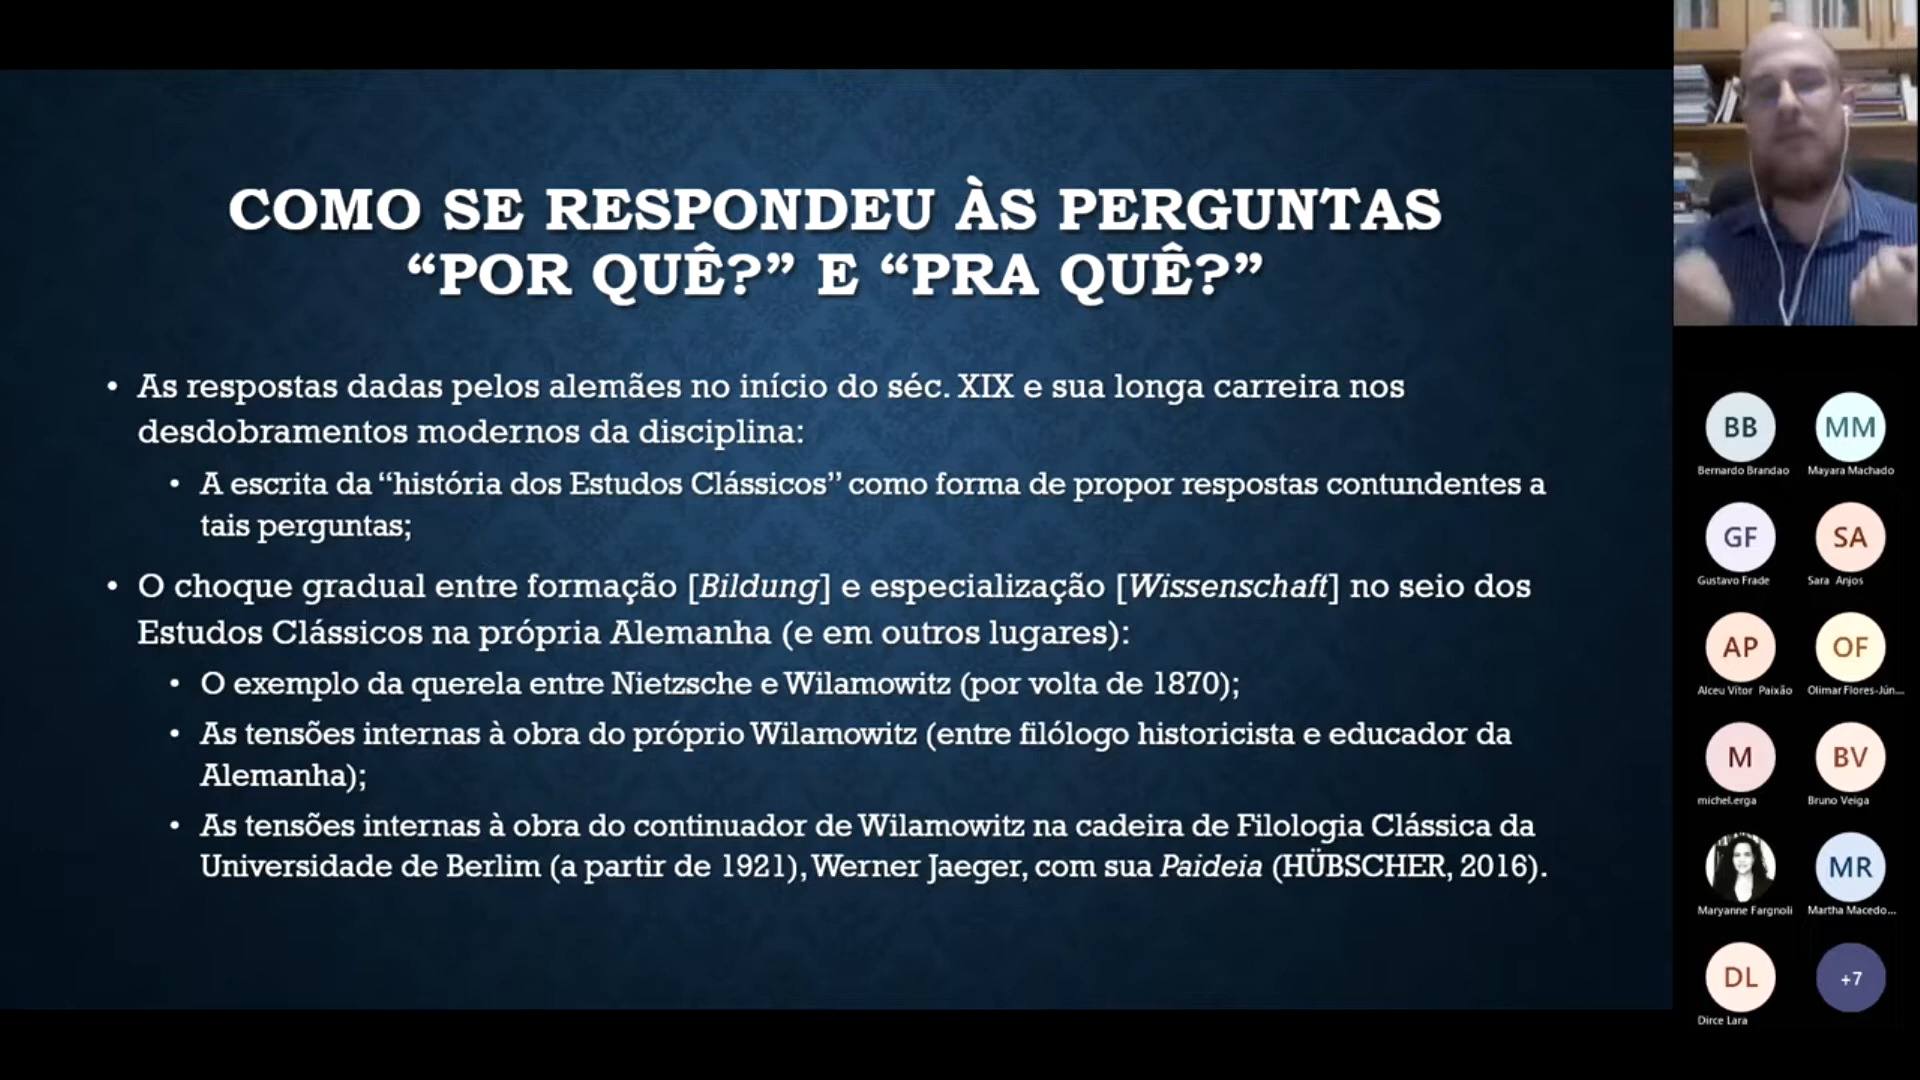 COMO SE RESPONDEU ÀS PERGUNTAS
“POR QUÊ?” E “PRA QUÊ?”
• As respostas dadas pelos alemães no início do séc. XIX e sua longa carreira nos
desdobramentos modernos da disciplina:
• A escrita da “história dos Estudos Clássicos” como forma de propor respostas contundentes a
tais perguntas;
• O choque gradual entre formação [Bildung] e especialização [Wissenschaft] no seio dos
Estudos Clássicos na própria Alemanha (e em outros lugares):
• O exemplo da querela entre Nietzsche e Wilamowitz (por volta de 1870);
• As tensões internas à obra do próprio Wilamowitz (entre filólogo historicista e educador da
Alemanha);
• As tensões internas à obra do continuador de Wilamowitz na cadeira de Filologia Clássica da
Universidade de Berlim (a partir de 1921), Werner Jaeger, com sua Paideia (HÜBSCHER, 2016).
BB MM
Bernardo Brandao Mayara Machado
GF SA
Gustavo Frade Sara Anjos
AP OF
Alceu Vítor Paixão Olimar Flores-Jún...
M BV
michel.erga Bruno Veiga
MR
Maryanne Fargnoli Martha Macedo...
DL +7
Dirce Lara